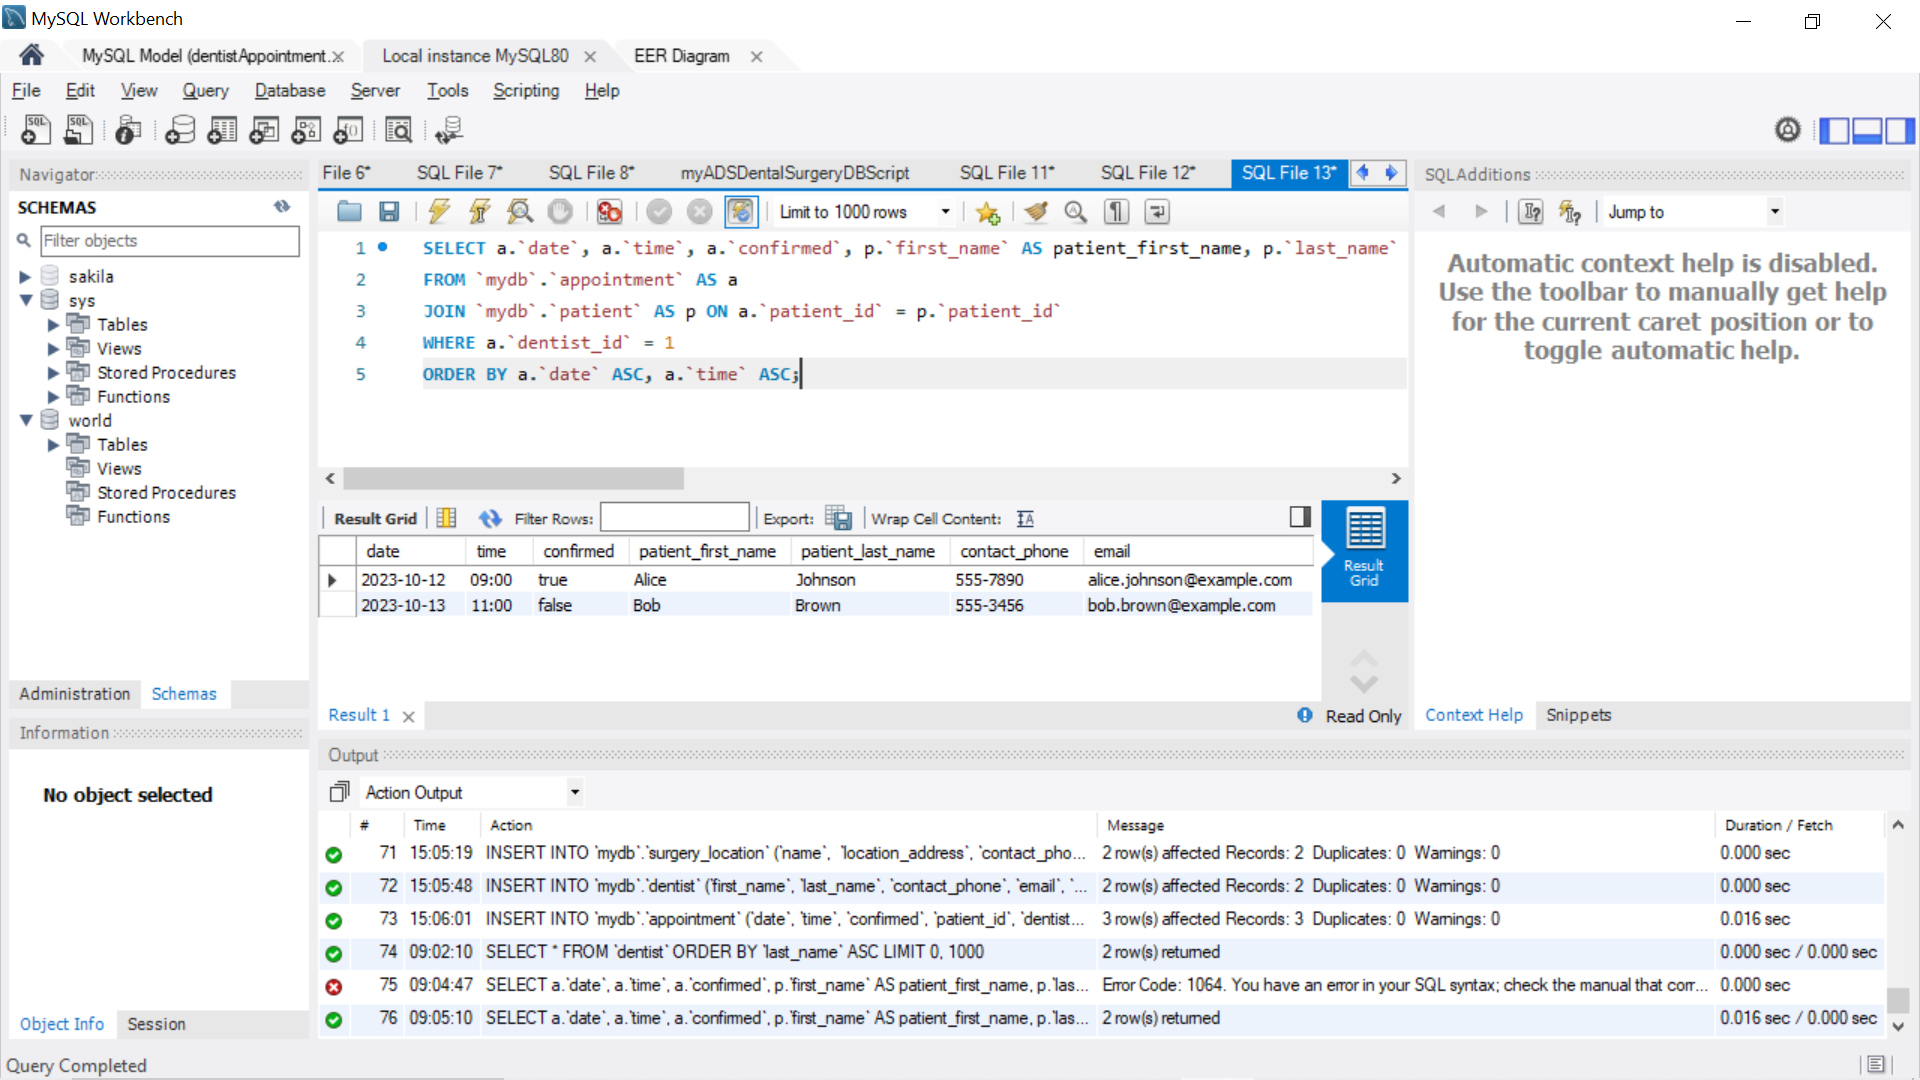 MySQL Workbench
MySQL Model (dentistAppointment.
Local instance MySQL80
EER Diagram
File Edit View Query Database Server Tools Scripting Help
Navigator
SCHEMAS
Filter objects
sakila
sys
Tables
Views
Stored Procedures
Functions
world
Tables
Views
Stored Procedures
Functions
Administration Schemas
Information
No object selected
Object Info Session
File 6* SQL File 7* SQL File 8* myADSDentalSurgeryDBScript SQL File 11* SQL File 12* SQL File 13*
Limit to 1000 rows
1 SELECT a.`date`, a.`time`, a.`confirmed`, p.`first_name` AS patient_first_name, p.`last_name`
2 FROM `mydb`.`appointment` AS a
3 JOIN `mydb`.`patient` AS p ON a.`patient_id` = p.`patient_id`
4 WHERE a.`dentist_id` = 1
5 ORDER BY a.`date` ASC, a.`time` ASC;
Result Grid Filter Rows: Export: Wrap Cell Content:
date time confirmed patient_first_name patient_last_name contact_phone email
2023-10-12 09:00 true Alice Johnson 555-7890 alice.johnson@example.com
2023-10-13 11:00 false Bob Brown 555-3456 bob.brown@example.com
Result Grid
Result 1
Read Only
SQLAdditions
Jump to
Automatic context help is disabled.
Use the toolbar to manually get help
for the current caret position or to
toggle automatic help.
Context Help Snippets
Output
Action Output
# Time Action Message Duration / Fetch
71 15:05:19 INSERT INTO `mydb`.`surgery_location` (`name`, `location_address`, `contact_pho... 2 row(s) affected Records: 2 Duplicates: 0 Warnings: 0 0.000 sec
72 15:05:48 INSERT INTO `mydb`.`dentist` (`first_name`, `last_name`, `contact_phone`, `email`, `... 2 row(s) affected Records: 2 Duplicates: 0 Warnings: 0 0.000 sec
73 15:06:01 INSERT INTO `mydb`.`appointment` (`date`, `time`, `confirmed`, `patient_id`, `dentist... 3 row(s) affected Records: 3 Duplicates: 0 Warnings: 0 0.016 sec
74 09:02:10 SELECT * FROM `dentist` ORDER BY `last_name` ASC LIMIT 0, 1000 2 row(s) returned 0.000 sec / 0.000 sec
75 09:04:47 SELECT a.`date`, a.`time`, a.`confirmed`, p.`first_name` AS patient_first_name, p.`las... Error Code: 1064. You have an error in your SQL syntax; check the manual that corr... 0.000 sec
76 09:05:10 SELECT a.`date`, a.`time`, a.`confirmed`, p.`first_name` AS patient_first_name, p.`las... 2 row(s) returned 0.016 sec / 0.000 sec
Query Completed